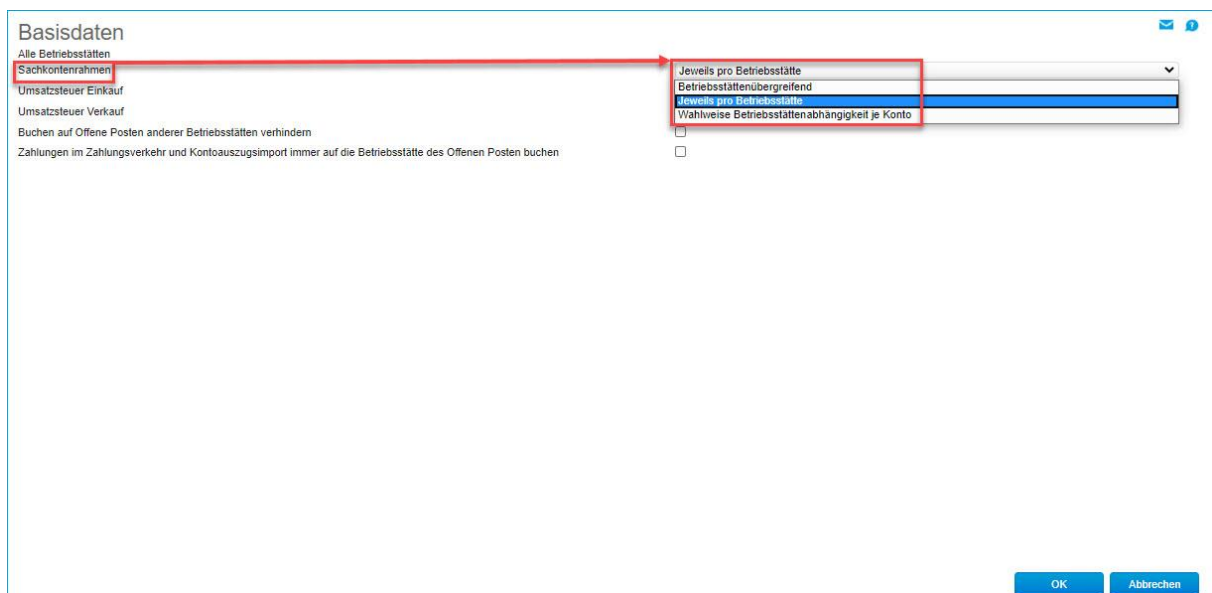 Basisdaten
Alle Betriebsstätten
Sachkontenrahmen
Jeweils pro Betriebsstätte
Betriebsstättenübergreifend
Jeweils pro Betriebsstätte
Wahlweise Betriebsstättenabhängigkeit je Konto
Umsatzsteuer Einkauf
Umsatzsteuer Verkauf
Buchen auf Offene Posten anderer Betriebsstätten verhindern
Zahlungen im Zahlungsverkehr und Kontoauszugsimport immer auf die Betriebsstätte des Offenen Posten buchen
OK
Abbrechen